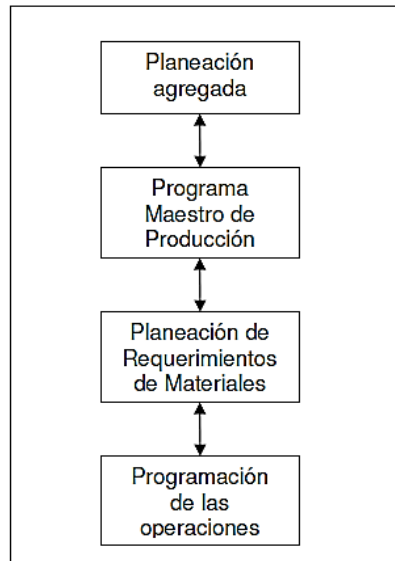 Planeación
agregada
Programa
Maestro de
Producción
Planeación de
Requerimientos
de Materiales
Programación
de las
operaciones